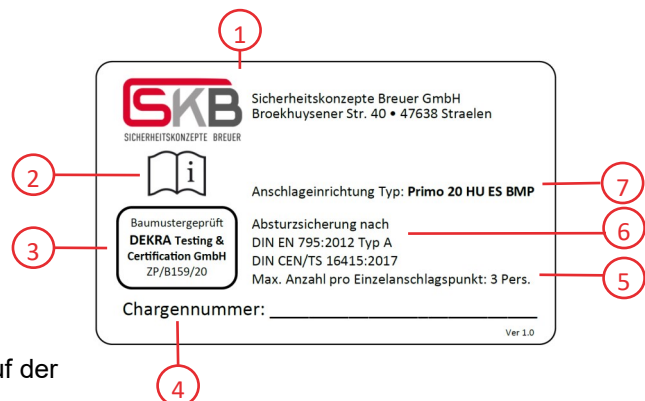 1
SKB
SICHERHEITSKONZEPTE BREUER
Sicherheitskonzepte Breuer GmbH
Broekhuysener Str. 40 • 47638 Straelen
2
i
Anschlageinrichtung Typ: Primo 20 HU ES BMP
7
3
Baumustergeprüft
DEKRA Testing &
Certification GmbH
ZP/B159/20
Absturzsicherung nach
DIN EN 795:2012 Typ A
6
DIN CEN/TS 16415:2017
Max. Anzahl pro Einzelanschlagspunkt: 3 Pers.
5
Chargennummer: ___________________________
Ver 1.0
4
uf der